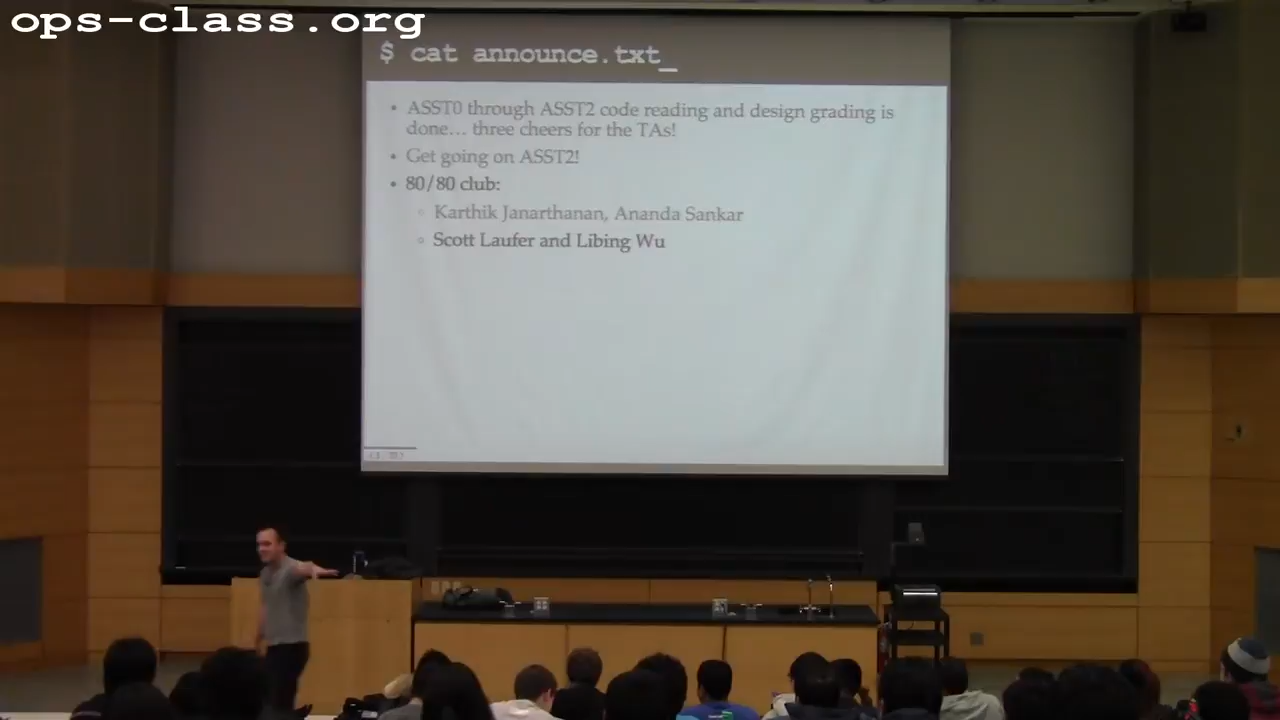 ops-class.org
$ cat announce.txt_
• ASST0 through ASST2 code reading and design grading is
done... three cheers for the TAs!
• Get going on ASST2!
• 80/80 club:
◦ Karthik Janarthanan, Ananda Sankar
◦ Scott Laufer and Libing Wu